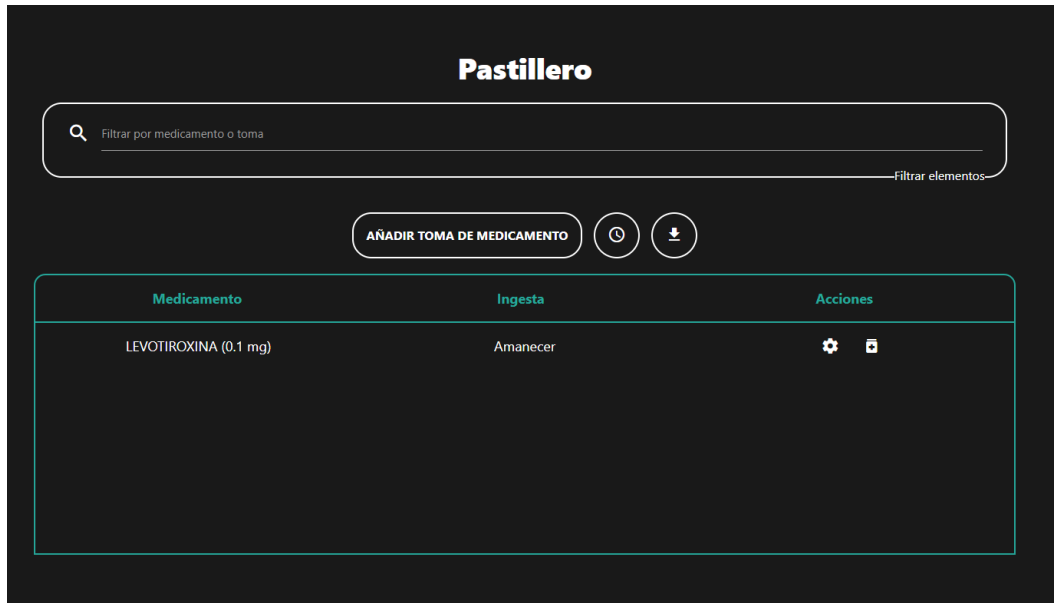 Pastillero
Filtrar por medicamento o toma
Filtrar elementos
AÑADIR TOMA DE MEDICAMENTO
Medicamento Ingesta Acciones
LEVOTIROXINA (0.1 mg) Amanecer